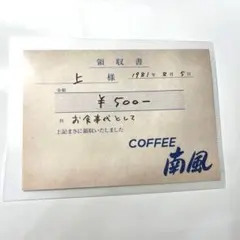 領収書
上 様 1981年8月5日
金額
¥500-
但 お食事代として
上記正に領収いたしました
COFFEE
南風